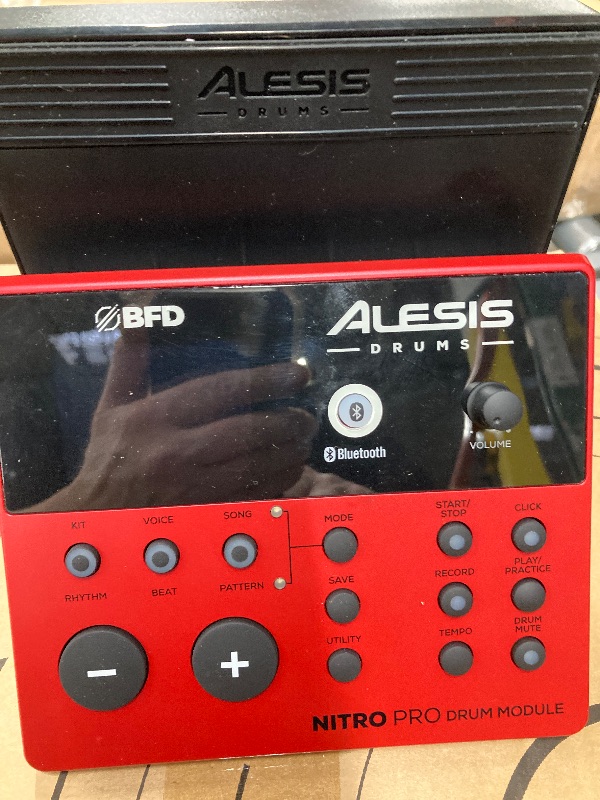 ALESIS
DRUMS
BFD
ALESIS
DRUMS
Bluetooth
VOLUME
KIT
VOICE
SONG
MODE
START/
STOP
CLICK
RHYTHM
BEAT
PATTERN
SAVE
RECORD
PLAY/
PRACTICE
UTILITY
TEMPO
DRUM
MUTE
-
+
NITRO PRO DRUM MODULE